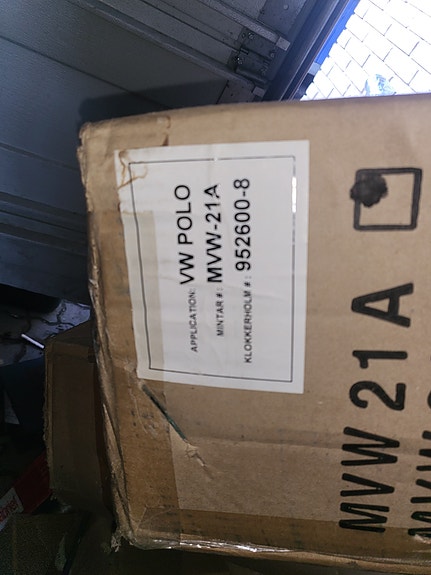 APPLICATION: VW POLO
MINTAR # : MVW-21A
KLOKKERHOLM # : 952600-8
MVW 21 A